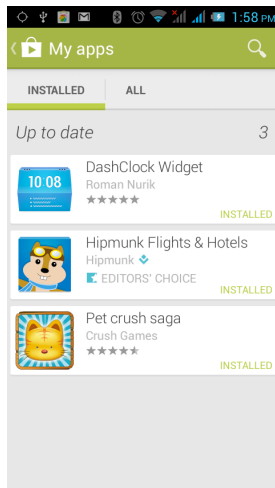 1:58 PM
My apps
INSTALLED ALL
Up to date 3
10:08
DashClock Widget
Roman Nurik
INSTALLED
Hipmunk Flights & Hotels
Hipmunk
EDITORS' CHOICE
INSTALLED
Pet crush saga
Crush Games
INSTALLED